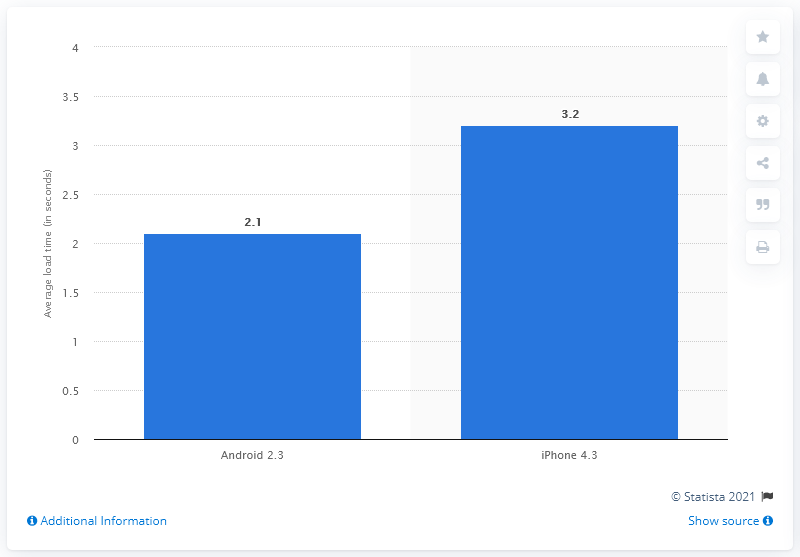 4
3.5
3
2.5
2
1.5
1
0.5
0
Average load time (in seconds)
2.1
3.2
Android 2.3
iPhone 4.3
© Statista 2021
Additional Information
Show source